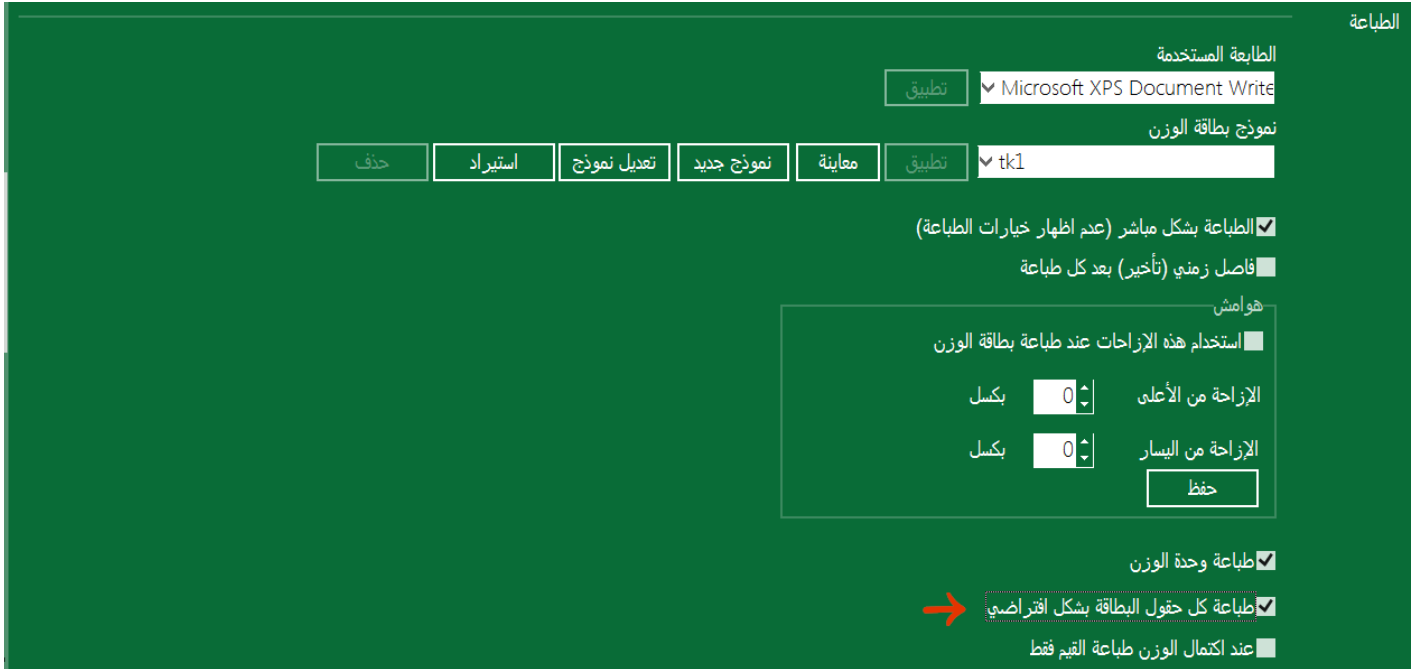 الطباعة
الطابعة المستخدمة
Microsoft XPS Document Write تطبيق
نموذج بطاقة الوزن
tk1 تطبيق معاينة نموذج جديد تعديل نموذج استيراد حذف
الطباعة بشكل مباشر (عدم اظهار خيارات الطباعة)
فاصل زمني (تأخير) بعد كل طباعة
هوامش
استخدام هذه الإزاحات عند طباعة بطاقة الوزن
الإزاحة من الأعلى 0 بكسل
الإزاحة من اليسار 0 بكسل
حفظ
طباعة وحدة الوزن
طباعة كل حقول البطاقة بشكل افتراضي
عند اكتمال الوزن طباعة القيم فقط